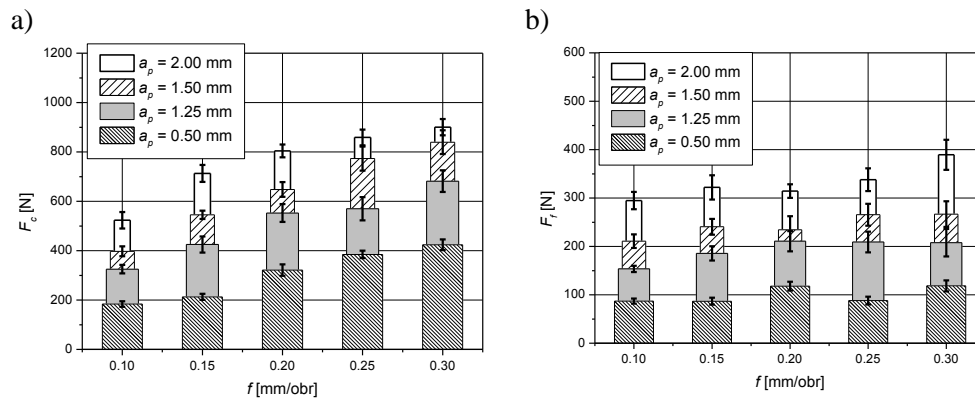 a)
1200
1000
800
600
400
200
0
F_c [N]
a_p = 2.00 mm
a_p = 1.50 mm
a_p = 1.25 mm
a_p = 0.50 mm
0.10 0.15 0.20 0.25 0.30
f [mm/obr]
b)
600
500
400
300
200
100
0
F_f [N]
a_p = 2.00 mm
a_p = 1.50 mm
a_p = 1.25 mm
a_p = 0.50 mm
0.10 0.15 0.20 0.25 0.30
f [mm/obr]